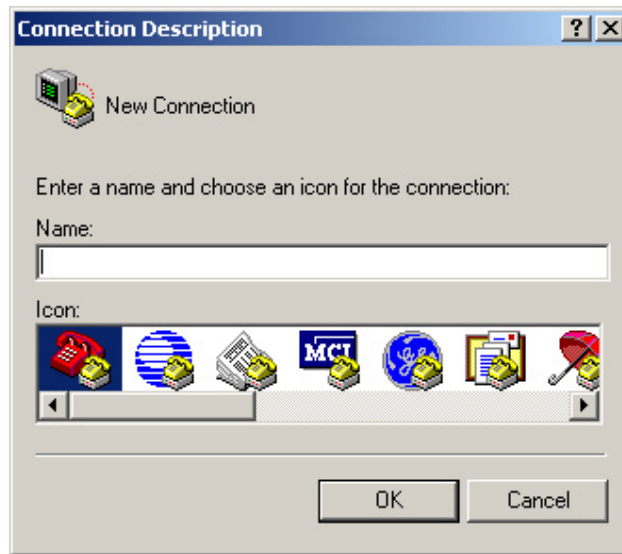 Connection Description
New Connection
Enter a name and choose an icon for the connection:
Name:
Icon:
MCI
OK
Cancel